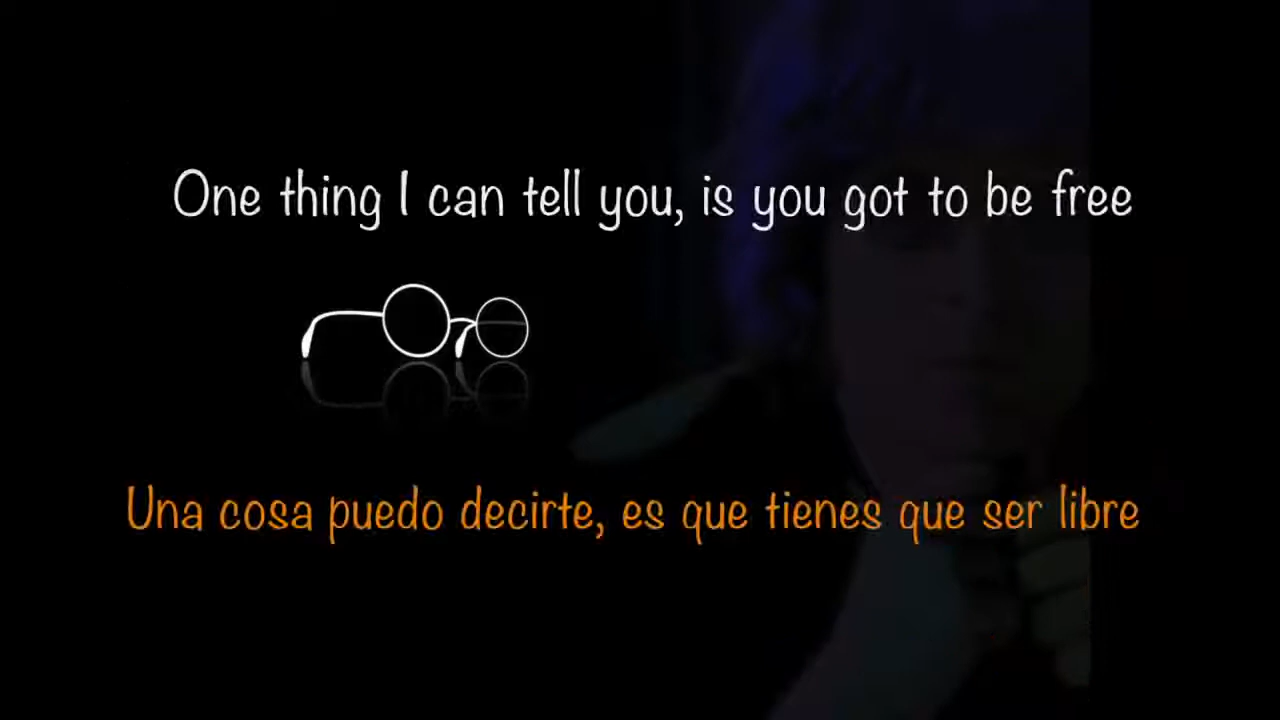 One thing I can tell you, is you got to be free
Una cosa puedo decirte, es que tienes que ser libre